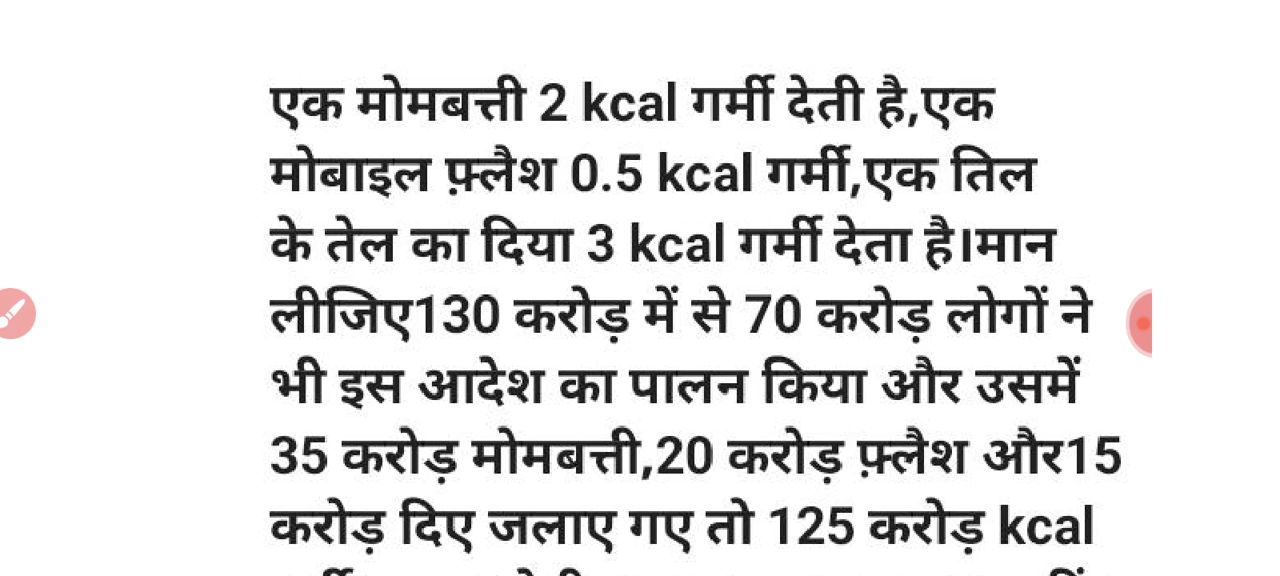 एक मोमबत्ती 2 kcal गर्मी देती है,एक
मोबाइल फ़्लैश 0.5 kcal गर्मी,एक तिल
के तेल का दिया 3 kcal गर्मी देता है।मान
लीजिए130 करोड़ में से 70 करोड़ लोगों ने
भी इस आदेश का पालन किया और उसमें
35 करोड़ मोमबत्ती,20 करोड़ फ़्लैश और15
करोड़ दिए जलाए गए तो 125 करोड़ kcal